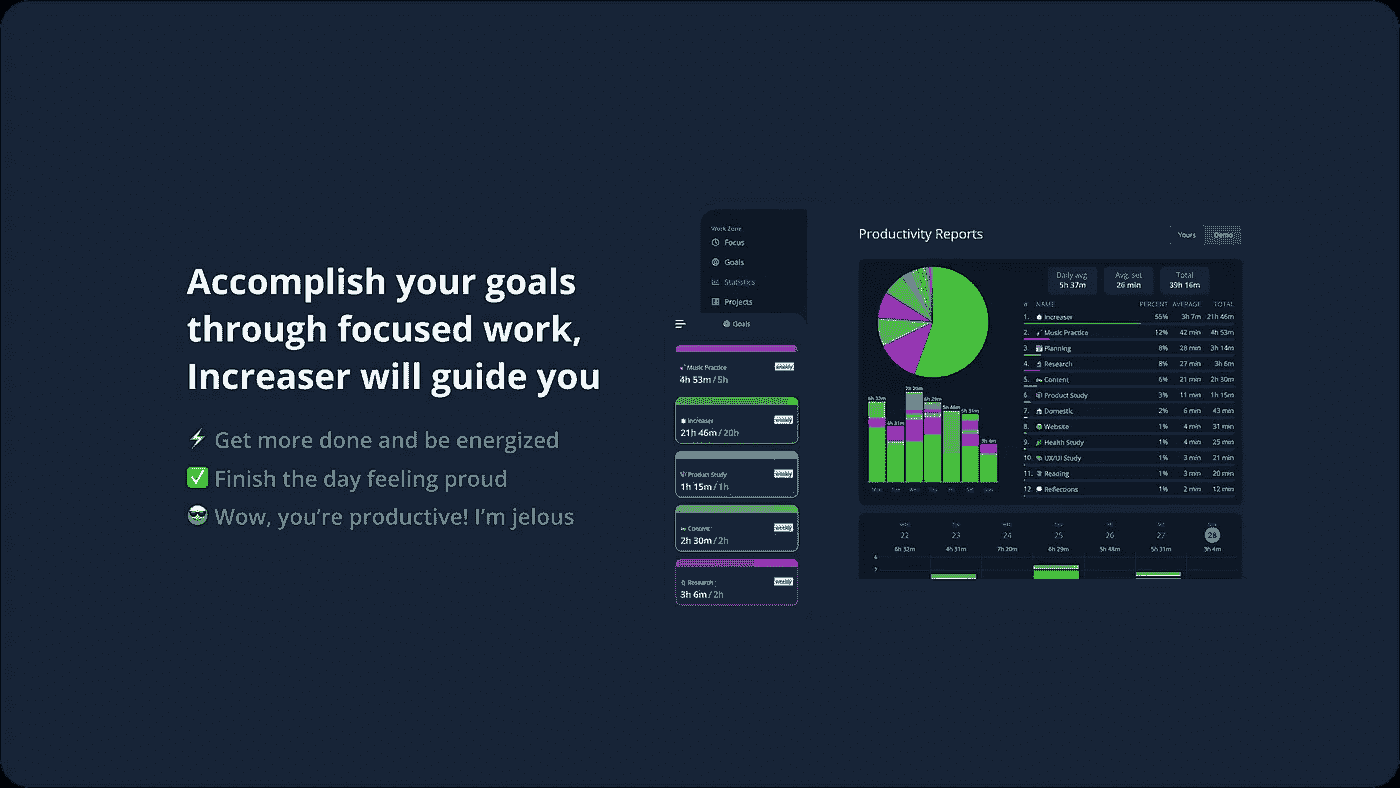 Accomplish your goals
through focused work,
Increaser will guide you
⚡ Get more done and be energized
✅ Finish the day feeling proud
😎 Wow, you’re productive! I’m jelous
Work Zone
Focus
Goals
Statistics
Projects
Goals
Music Practice weekly
4h 53m / 5h
Increaser weekly
21h 46m / 20h
Product Study weekly
1h 15m / 1h
Content weekly
2h 30m / 2h
Research weekly
3h 6m / 2h
Productivity Reports
Yours Demo
Daily avg. Avg. set Total
5h 37m 26 min 39h 16m
# NAME PERCENT AVERAGE TOTAL
1. Increaser 55% 3h 7m 21h 46m
2. Music Practice 12% 42 min 4h 53m
3. Planning 8% 28 min 3h 14m
4. Research 8% 27 min 3h 6m
5. Content 6% 21 min 2h 30m
6. Product Study 3% 11 min 1h 15m
7. Domestic 2% 6 min 43 min
8. Website 1% 4 min 31 min
9. Health Study 1% 4 min 25 min
10. UX/UI Study 1% 3 min 21 min
11. Reading 1% 3 min 20 min
12. Reflections 1% 2 min 12 min
6h 32m 4h 31m 7h 20m 6h 29m 5h 48m 5h 31m 3h 4m
22 23 24 25 26 27 28
6h 32m 4h 31m 7h 20m 6h 29m 5h 48m 5h 31m 3h 4m